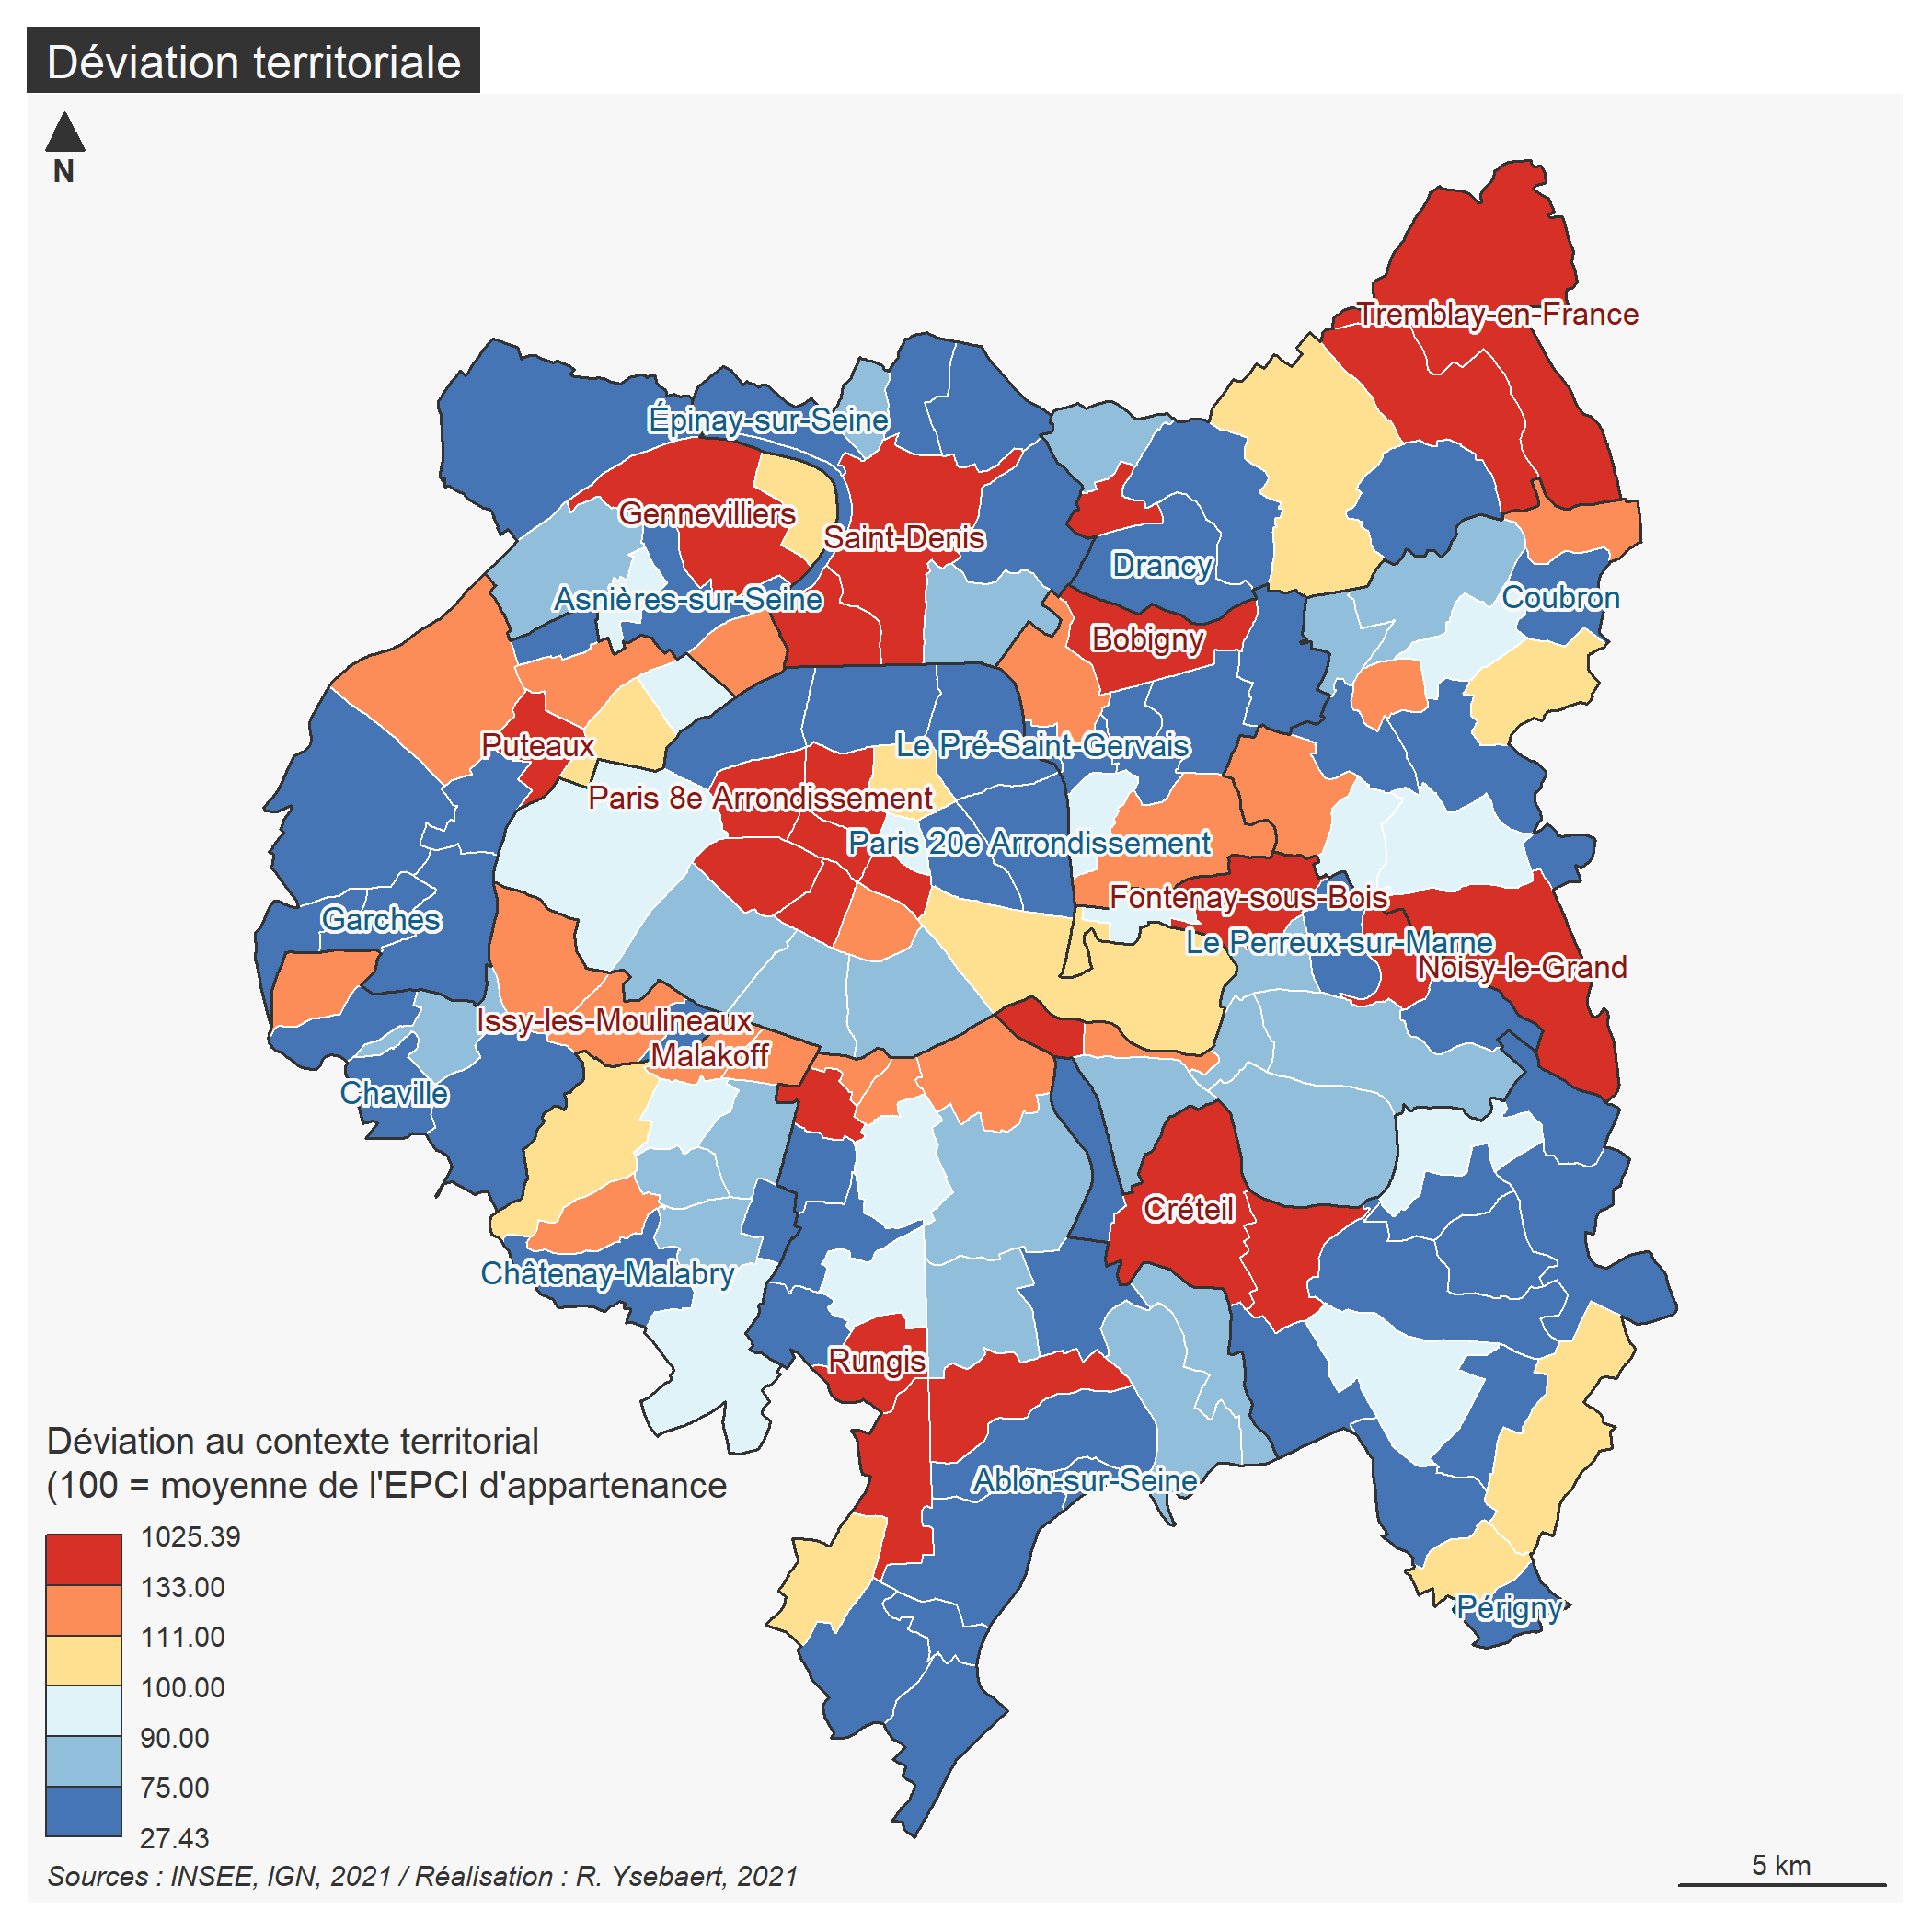 Déviation territoriale
N
Tremblay-en-France
Épinay-sur-Seine
Gennevilliers
Saint-Denis
Drancy
Coubron
Asnières-sur-Seine
Bobigny
Puteaux
Le Pré-Saint-Gervais
Paris 8e Arrondissement
Paris 20e Arrondissement
Fontenay-sous-Bois
Garches
Le Perreux-sur-Marne
Noisy-le-Grand
Issy-les-Moulineaux
Malakoff
Chaville
Créteil
Châtenay-Malabry
Rungis
Ablon-sur-Seine
Périgny
Déviation au contexte territorial
(100 = moyenne de l'EPCI d'appartenance
1025.39
133.00
111.00
100.00
90.00
75.00
27.43
Sources : INSEE, IGN, 2021 / Réalisation : R. Ysebaert, 2021
5 km